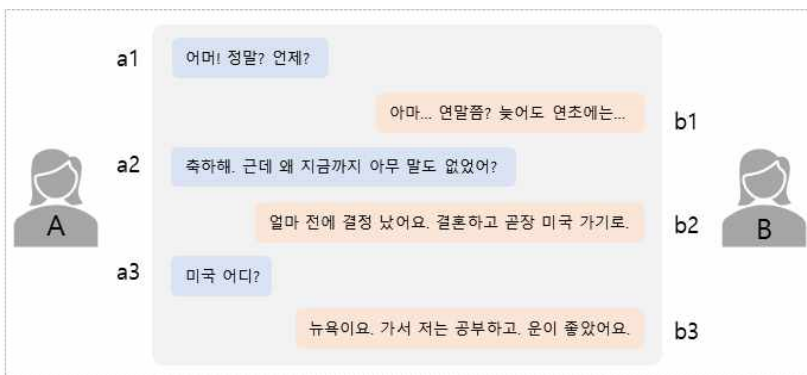 a1 어머! 정말? 언제?
아마... 연말쯤? 늦어도 연초에는... b1
a2 축하해. 근데 왜 지금까지 아무 말도 없었어?
A
얼마 전에 결정 났어요. 결혼하고 곧장 미국 가기로. b2
B
a3 미국 어디?
뉴욕이요. 가서 저는 공부하고. 운이 좋았어요. b3